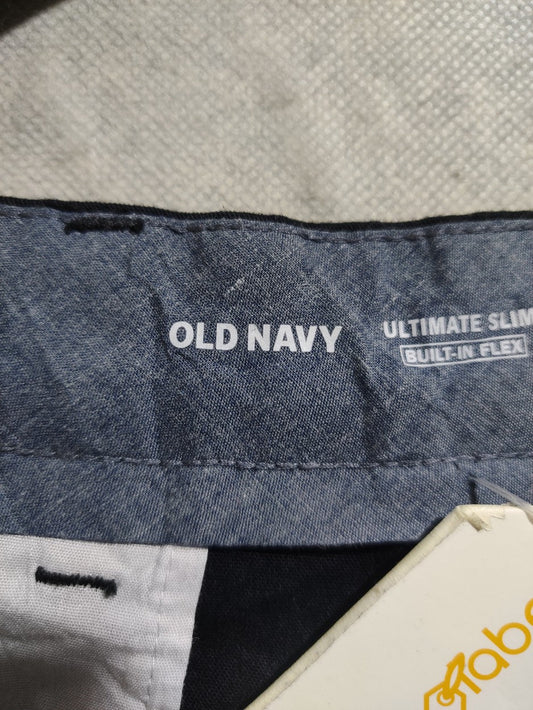 OLD NAVY
ULTIMATE SLIM
BUILT-IN FLEX